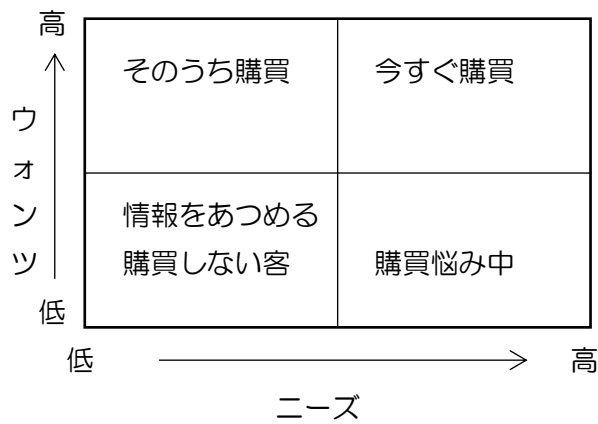 高
そのうち購買
今すぐ購買
ウォンツ
情報をあつめる
購買しない客
購買悩み中
低
低
高
ニーズ